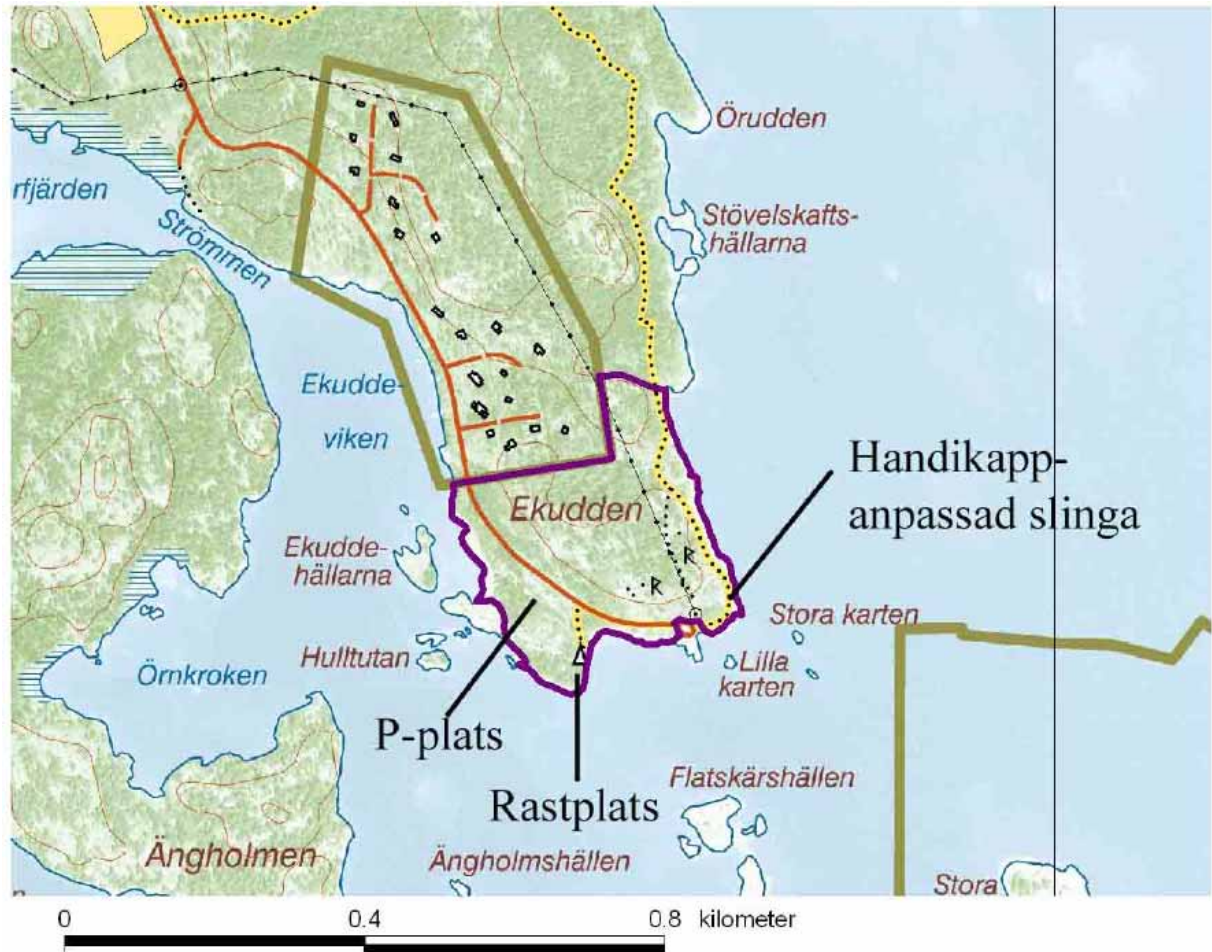 Örudden
rfjärden
Stövelskafts-
hällarna
Strömmen
Ekudde-
viken
Handikapp-
anpassad slinga
Ekudden
Ekudde-
hällarna
R
R
Stora karten
Hulltutan
Lilla
karten
Örnkroken
P-plats
Flatskärshällen
Rastplats
Ängholmen
Ängholmshällen
Stora
n
0 0.4 0.8 kilometer